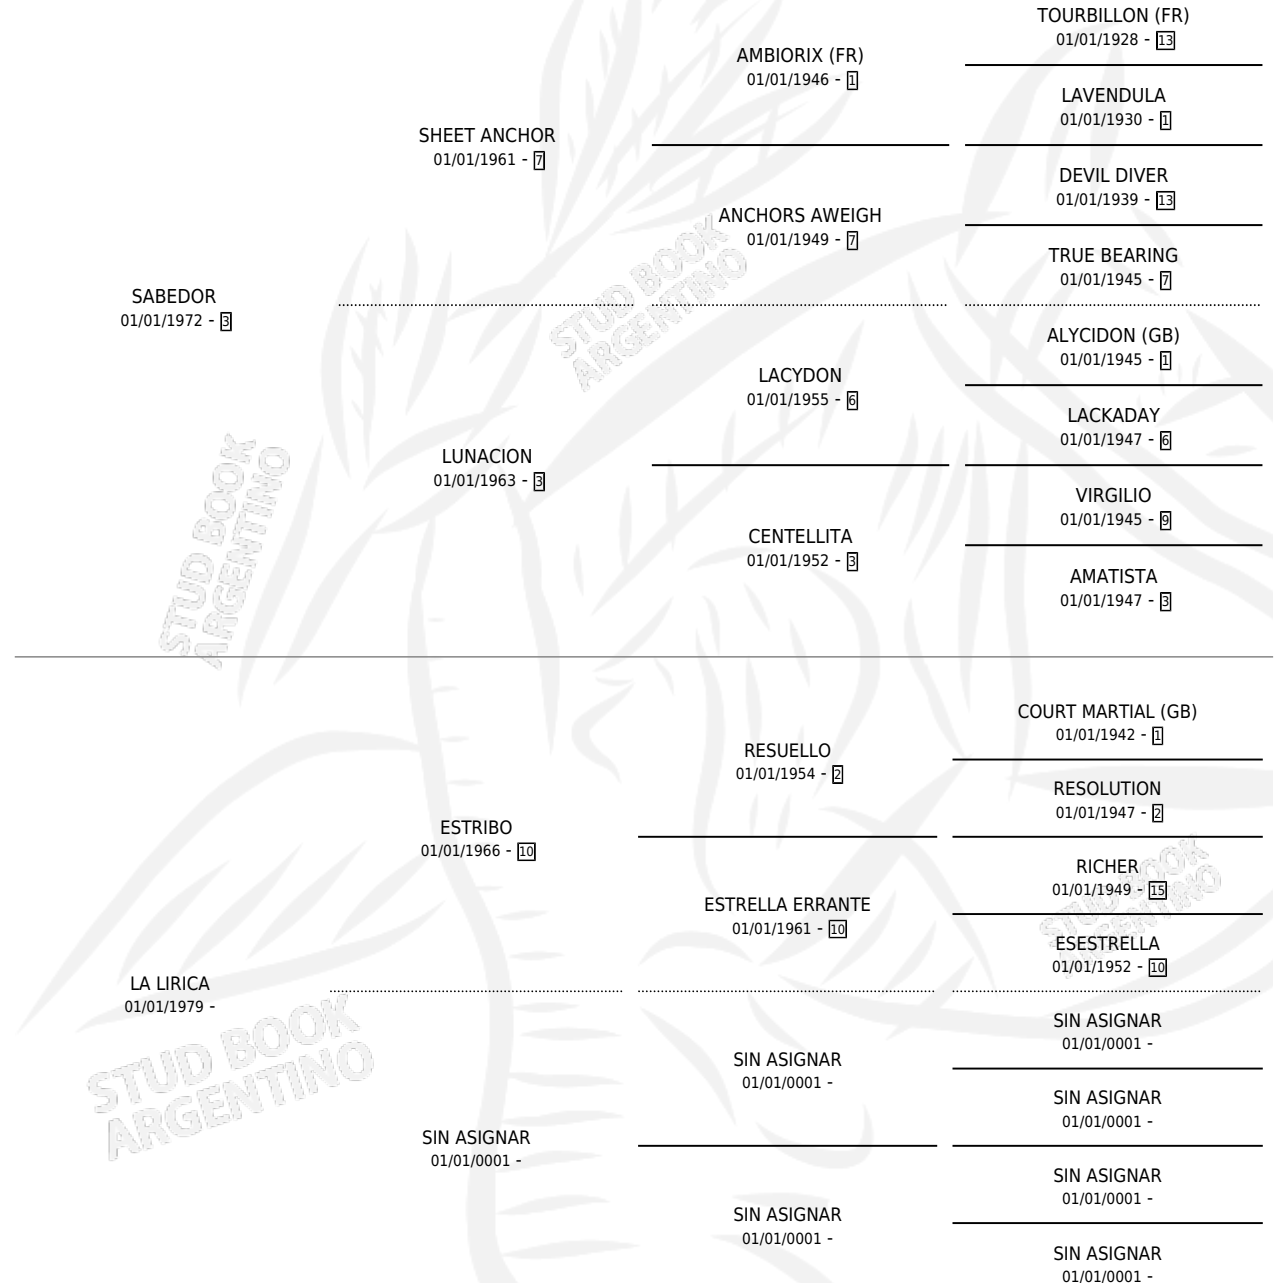 TOURBILLON (FR)
01/01/1928 - 13
AMBIORIX (FR)
01/01/1946 - 1
LAVENDULA
01/01/1930 - 1
SHEET ANCHOR
01/01/1961 - 7
DEVIL DIVER
01/01/1939 - 13
ANCHORS AWEIGH
01/01/1949 - 7
TRUE BEARING
01/01/1945 - 7
SABEDOR
01/01/1972 - 3
STUD BOOK
ARGENTINO
ALYCIDON (GB)
01/01/1945 - 1
LACYDON
01/01/1955 - 6
LACKADAY
01/01/1947 - 6
LUNACION
01/01/1963 - 3
VIRGILIO
01/01/1945 - 9
CENTELLITA
01/01/1952 - 3
AMATISTA
01/01/1947 - 3
STUD BOOK
ARGENTINO
COURT MARTIAL (GB)
01/01/1942 - 1
RESUELLO
01/01/1954 - 2
RESOLUTION
01/01/1947 - 2
ESTRIBO
01/01/1966 - 10
RICHER
01/01/1949 - 15
ESTRELLA ERRANTE
01/01/1961 - 10
STUD BOOK
ARGENTINO
ESESTRELLA
01/01/1952 - 10
LA LIRICA
01/01/1979 -
STUD BOOK
ARGENTINO
SIN ASIGNAR
01/01/0001 -
SIN ASIGNAR
01/01/0001 -
SIN ASIGNAR
01/01/0001 -
SIN ASIGNAR
01/01/0001 -
SIN ASIGNAR
01/01/0001 -
SIN ASIGNAR
01/01/0001 -
SIN ASIGNAR
01/01/0001 -